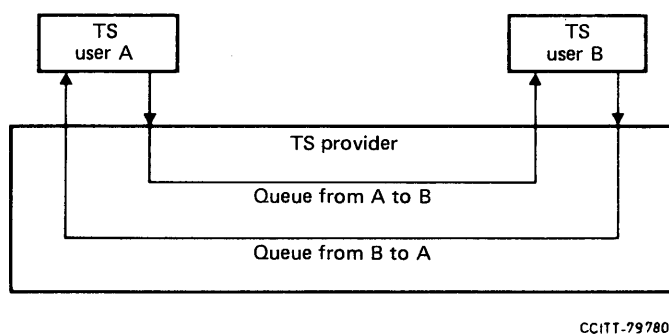 TS
user A
TS
user B
TS provider
Queue from A to B
Queue from B to A
CCITT-79780